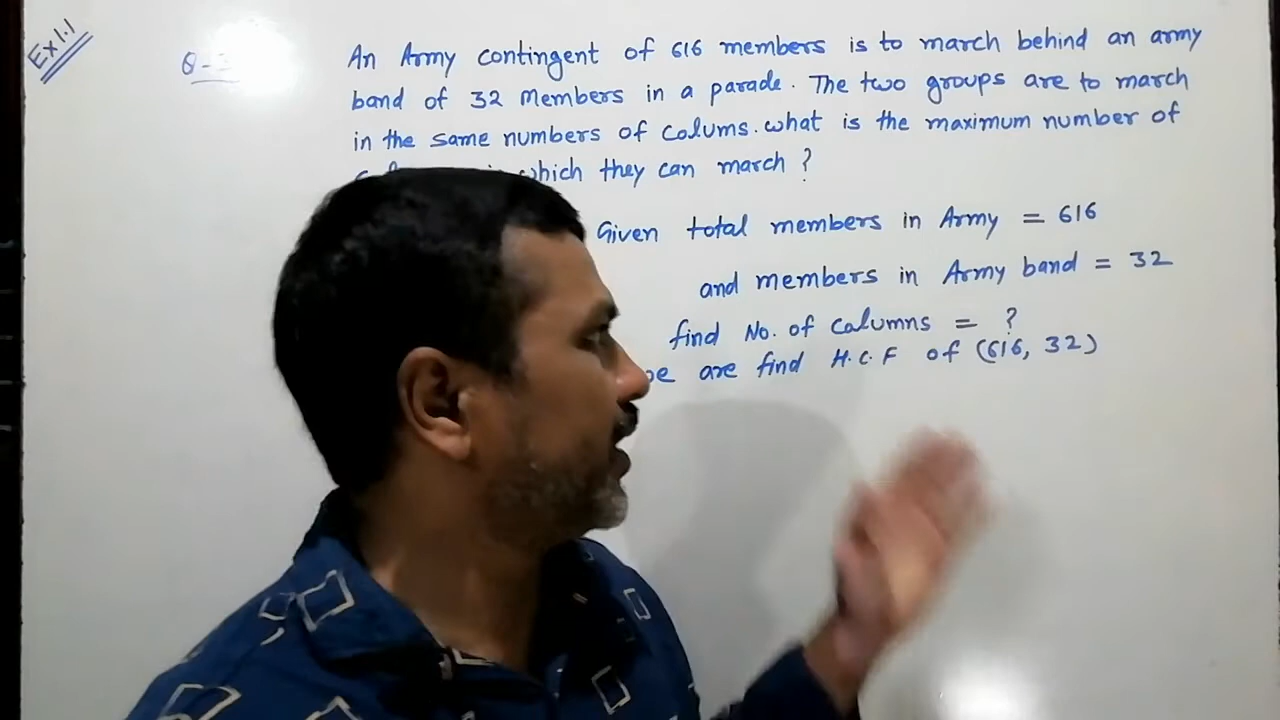 Ex1.1
An Army contingent of 616 members is to march behind an army
band of 32 Members in a parade. The two groups are to march
in the same numbers of colums. what is the maximum number of
which they can march ?
Given total members in Army = 616
and members in Army band = 32
find No. of calumns = ?
are find H.C.F of (616, 32)